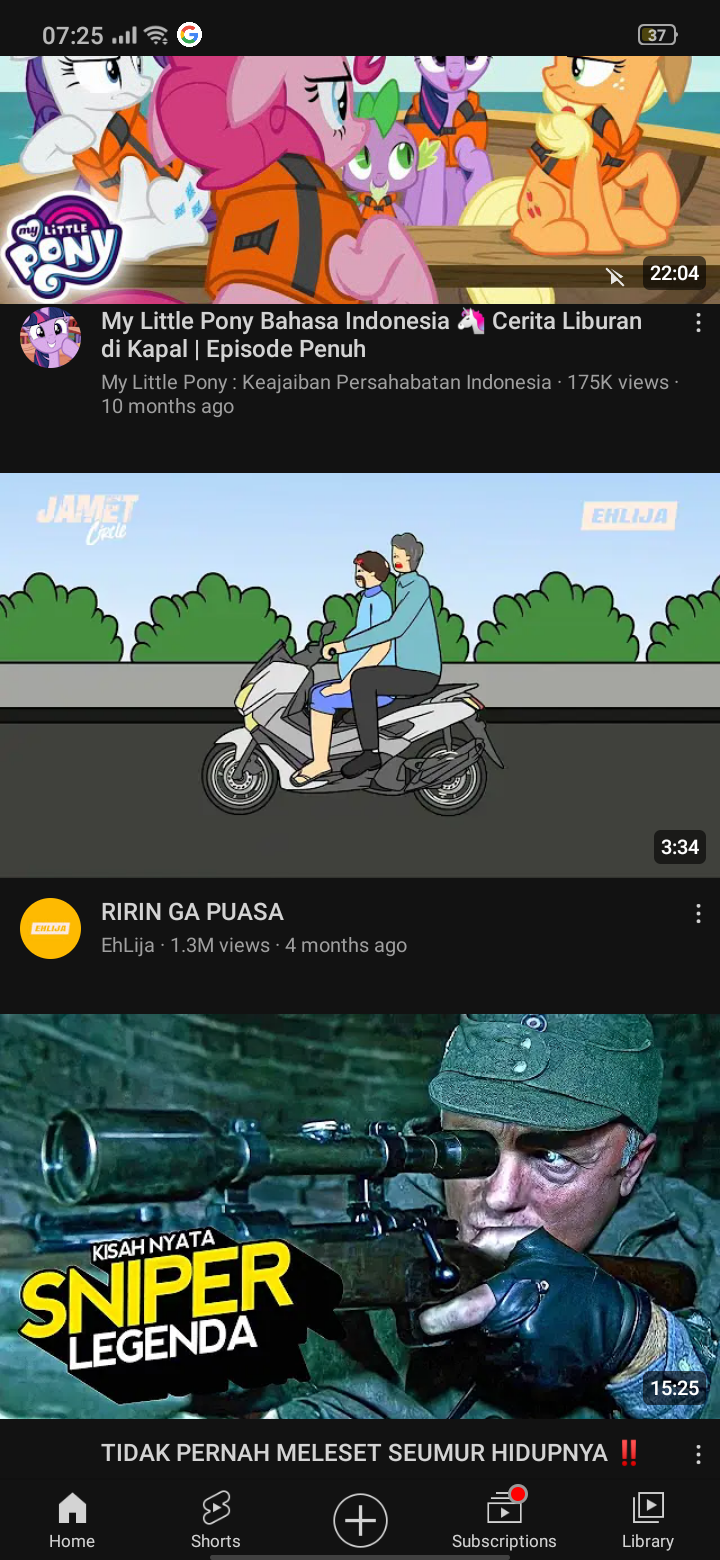 07:25
37
my LITTLE
PONY
22:04
My Little Pony Bahasa Indonesia 🦄 Cerita Liburan
di Kapal | Episode Penuh
My Little Pony : Keajaiban Persahabatan Indonesia · 175K views ·
10 months ago
JAMET
Circle
EHLIJA
3:34
EHLIJA
RIRIN GA PUASA
EhLija · 1.3M views · 4 months ago
KISAH NYATA
SNIPER
LEGENDA
15:25
TIDAK PERNAH MELESET SEUMUR HIDUPNYA ‼️
Home
Shorts
Subscriptions
Library